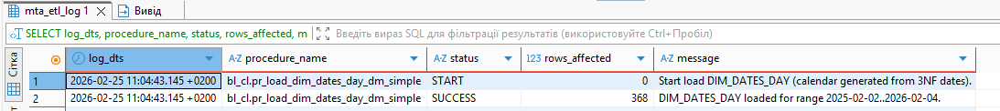 mta_etl_log 1 Вивід
SELECT log_dts, procedure_name, status, rows_affected, m Введіть вираз SQL для фільтрації результатів (використовуйте Ctrl+Пробіл)
Сітка log_dts A-Z procedure_name A-Z status 123 rows_affected A-Z message
1 2026-02-25 11:04:43.145 +0200 bl_cl.pr_load_dim_dates_day_dm_simple START 0 Start load DIM_DATES_DAY (calendar generated from 3NF dates).
2 2026-02-25 11:04:43.145 +0200 bl_cl.pr_load_dim_dates_day_dm_simple SUCCESS 368 DIM_DATES_DAY loaded for range 2025-02-02..2026-02-04.